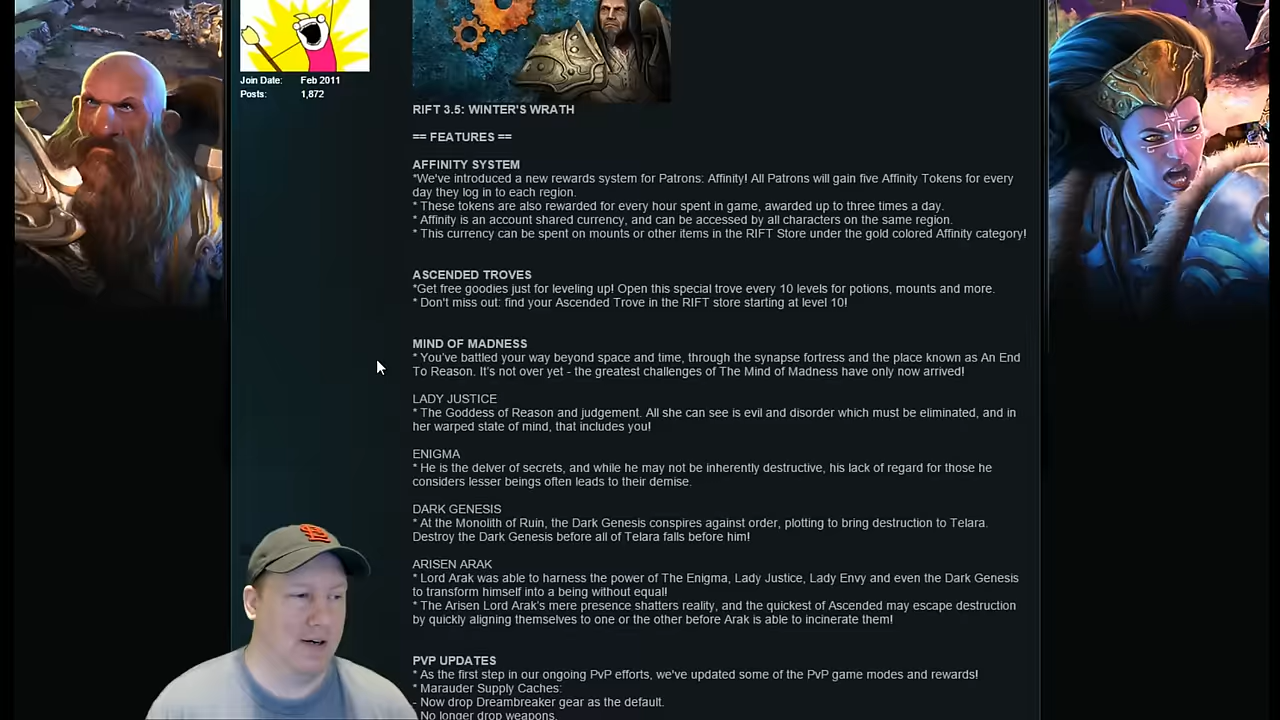 Join Date: Feb 2011
Posts: 1,872
RIFT 3.5: WINTER'S WRATH
== FEATURES ==
AFFINITY SYSTEM
*We've introduced a new rewards system for Patrons: Affinity! All Patrons will gain five Affinity Tokens for every
day they log in to each region.
* These tokens are also rewarded for every hour spent in game, awarded up to three times a day.
* Affinity is an account shared currency, and can be accessed by all characters on the same region.
* This currency can be spent on mounts or other items in the RIFT Store under the gold colored Affinity category!
ASCENDED TROVES
*Get free goodies just for leveling up! Open this special trove every 10 levels for potions, mounts and more.
* Don't miss out: find your Ascended Trove in the RIFT store starting at level 10!
MIND OF MADNESS
* You've battled your way beyond space and time, through the synapse fortress and the place known as An End
To Reason. It's not over yet - the greatest challenges of The Mind of Madness have only now arrived!
LADY JUSTICE
* The Goddess of Reason and judgement. All she can see is evil and disorder which must be eliminated, and in
her warped state of mind, that includes you!
ENIGMA
* He is the delver of secrets, and while he may not be inherently destructive, his lack of regard for those he
considers lesser beings often leads to their demise.
DARK GENESIS
* At the Monolith of Ruin, the Dark Genesis conspires against order, plotting to bring destruction to Telara.
Destroy the Dark Genesis before all of Telara falls before him!
ARISEN ARAK
* Lord Arak was able to harness the power of The Enigma, Lady Justice, Lady Envy and even the Dark Genesis
to transform himself into a being without equal!
* The Arisen Lord Arak's mere presence shatters reality, and the quickest of Ascended may escape destruction
by quickly aligning themselves to one or the other before Arak is able to incinerate them!
PVP UPDATES
* As the first step in our ongoing PvP efforts, we've updated some of the PvP game modes and rewards!
* Marauder Supply Caches:
- Now drop Dreambreaker gear as the default.
No longer drop weapons.